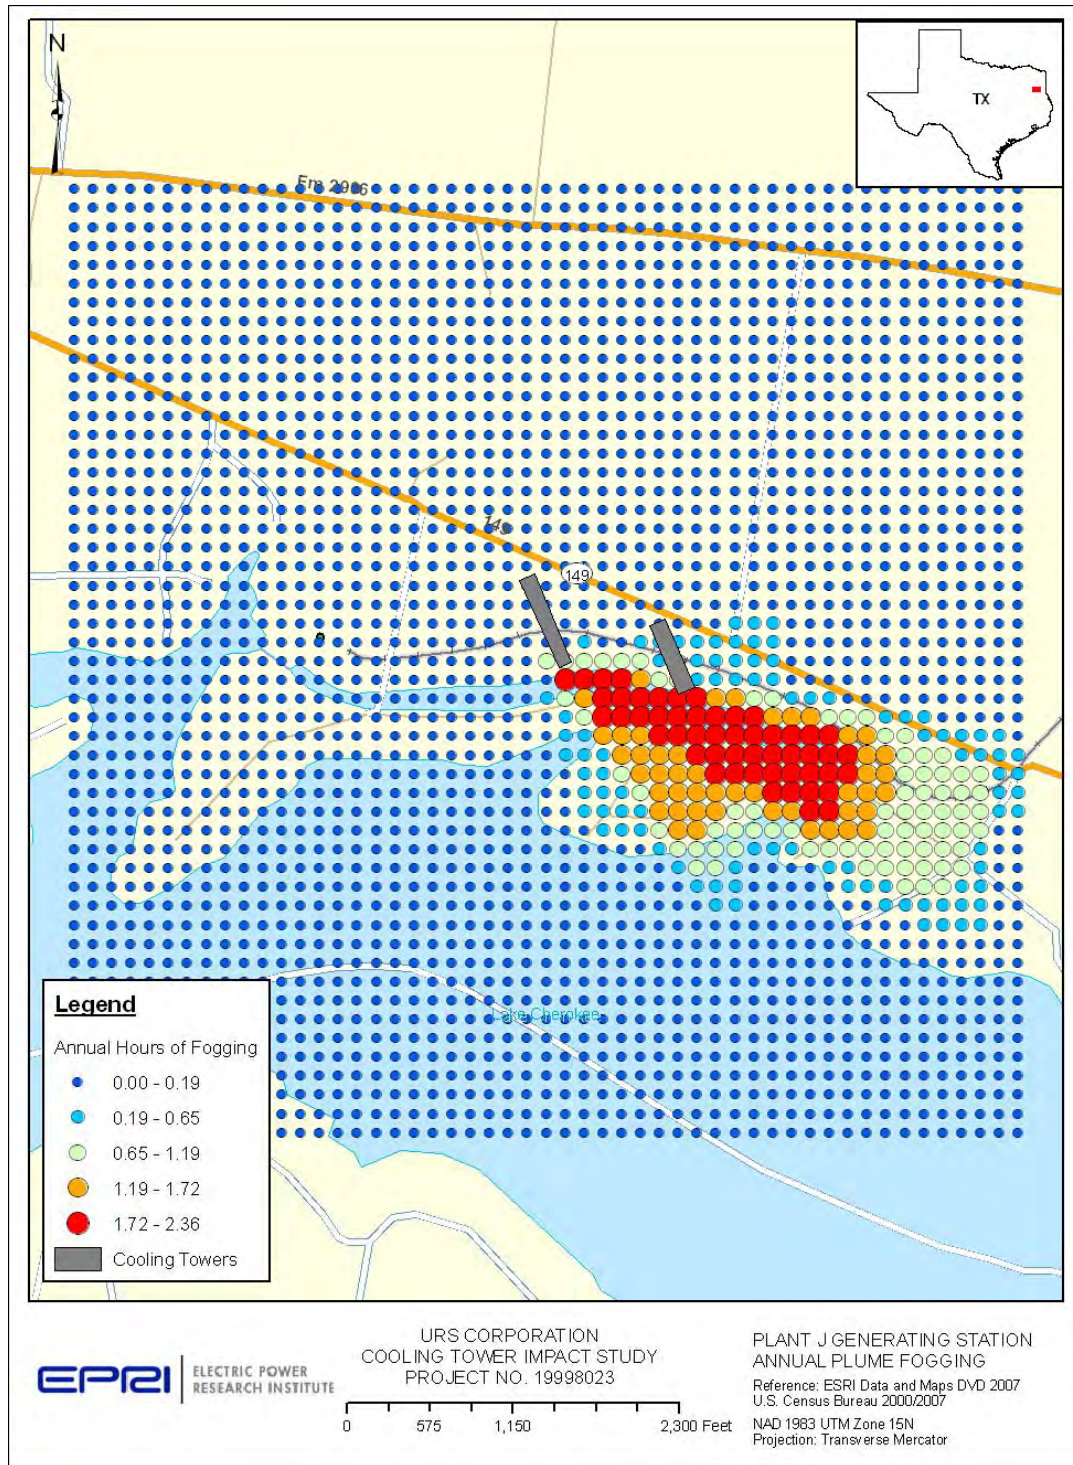 N
TX
Fm 2906
149
149
Lake Cherokee
Legend
Annual Hours of Fogging
0.00 - 0.19
0.19 - 0.65
0.65 - 1.19
1.19 - 1.72
1.72 - 2.36
Cooling Towers
EPRI
ELECTRIC POWER
RESEARCH INSTITUTE
URS CORPORATION
COOLING TOWER IMPACT STUDY
PROJECT NO. 19998023
0 575 1,150 2,300 Feet
PLANT J GENERATING STATION
ANNUAL PLUME FOGGING
Reference: ESRI Data and Maps DVD 2007
U.S. Census Bureau 2000/2007
NAD 1983 UTM Zone 15N
Projection: Transverse Mercator